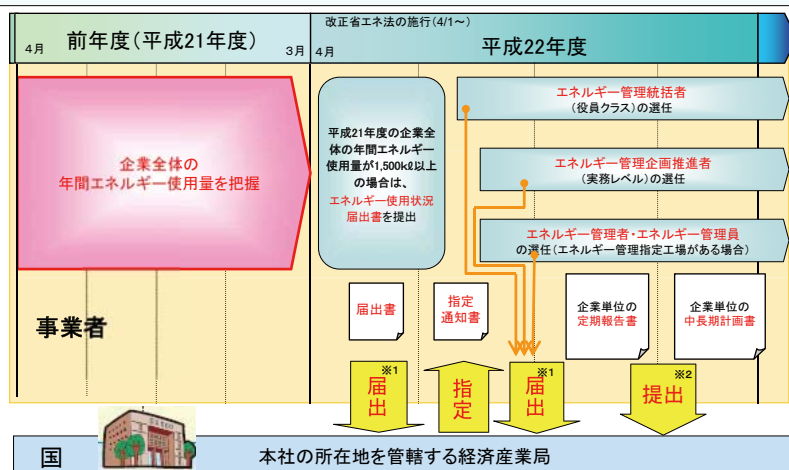 改正省エネ法の施行(4/1～)
4月
前年度(平成21年度)
3月
4月
平成22年度
企業全体の
年間エネルギー使用量を把握
平成21年度の企業全
体の年間エネルギー
使用量が1,500kℓ以上
の場合は、
エネルギー使用状況
届出書を提出
エネルギー管理統括者
(役員クラス)の選任
エネルギー管理企画推進者
(実務レベル)の選任
エネルギー管理者・エネルギー管理員
の選任(エネルギー管理指定工場がある場合)
事業者
届出書
指定
通知書
企業単位の
定期報告書
企業単位の
中長期計画書
※1
届出
指定
※1
届出
※2
提出
国
本社の所在地を管轄する経済産業局